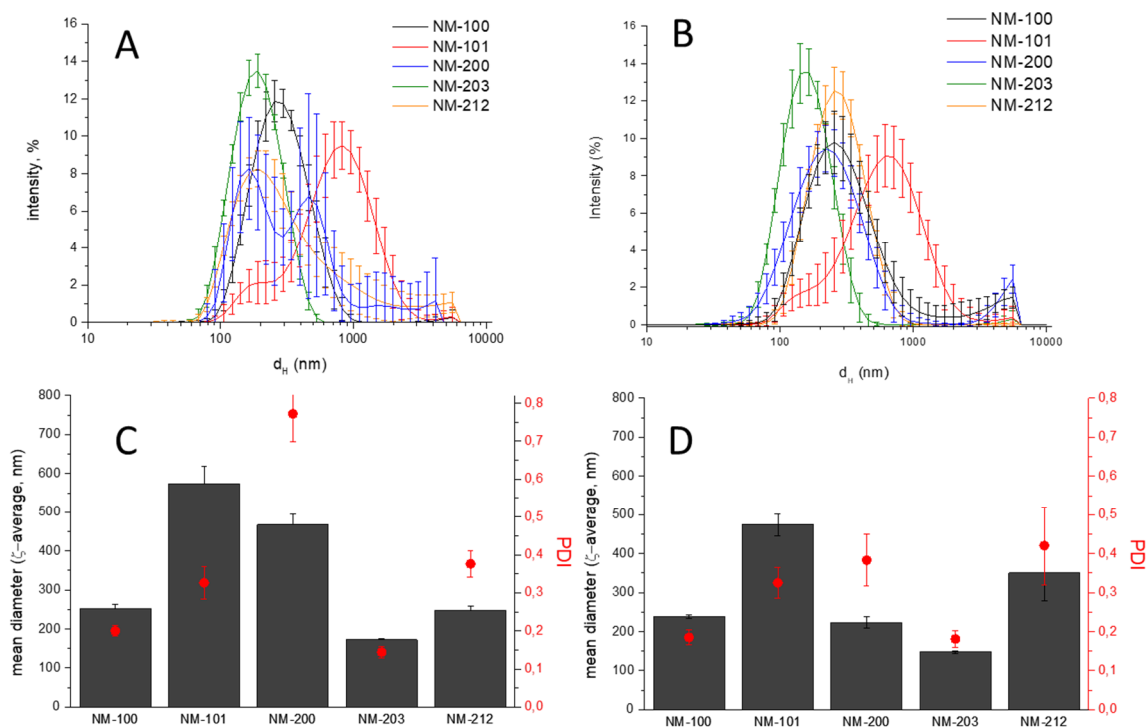 A
NM-100
NM-101
NM-200
NM-203
NM-212
16
14
12
10
8
6
4
2
0
intensity, %
10
100
1000
10000
d_H (nm)
B
NM-100
NM-101
NM-200
NM-203
NM-212
16
14
12
10
8
6
4
2
0
Intensity (%)
10
100
1000
10000
d_H (nm)
C
800
700
600
500
400
300
200
100
0
mean diameter (ζ–average, nm)
0,8
0,7
0,6
0,5
0,4
0,3
0,2
0,1
0,0
PDI
NM-100
NM-101
NM-200
NM-203
NM-212
D
800
700
600
500
400
300
200
100
0
mean diameter (ζ–average, nm)
0,8
0,7
0,6
0,5
0,4
0,3
0,2
0,1
0,0
PDI
NM-100
NM-101
NM-200
NM-203
NM-212